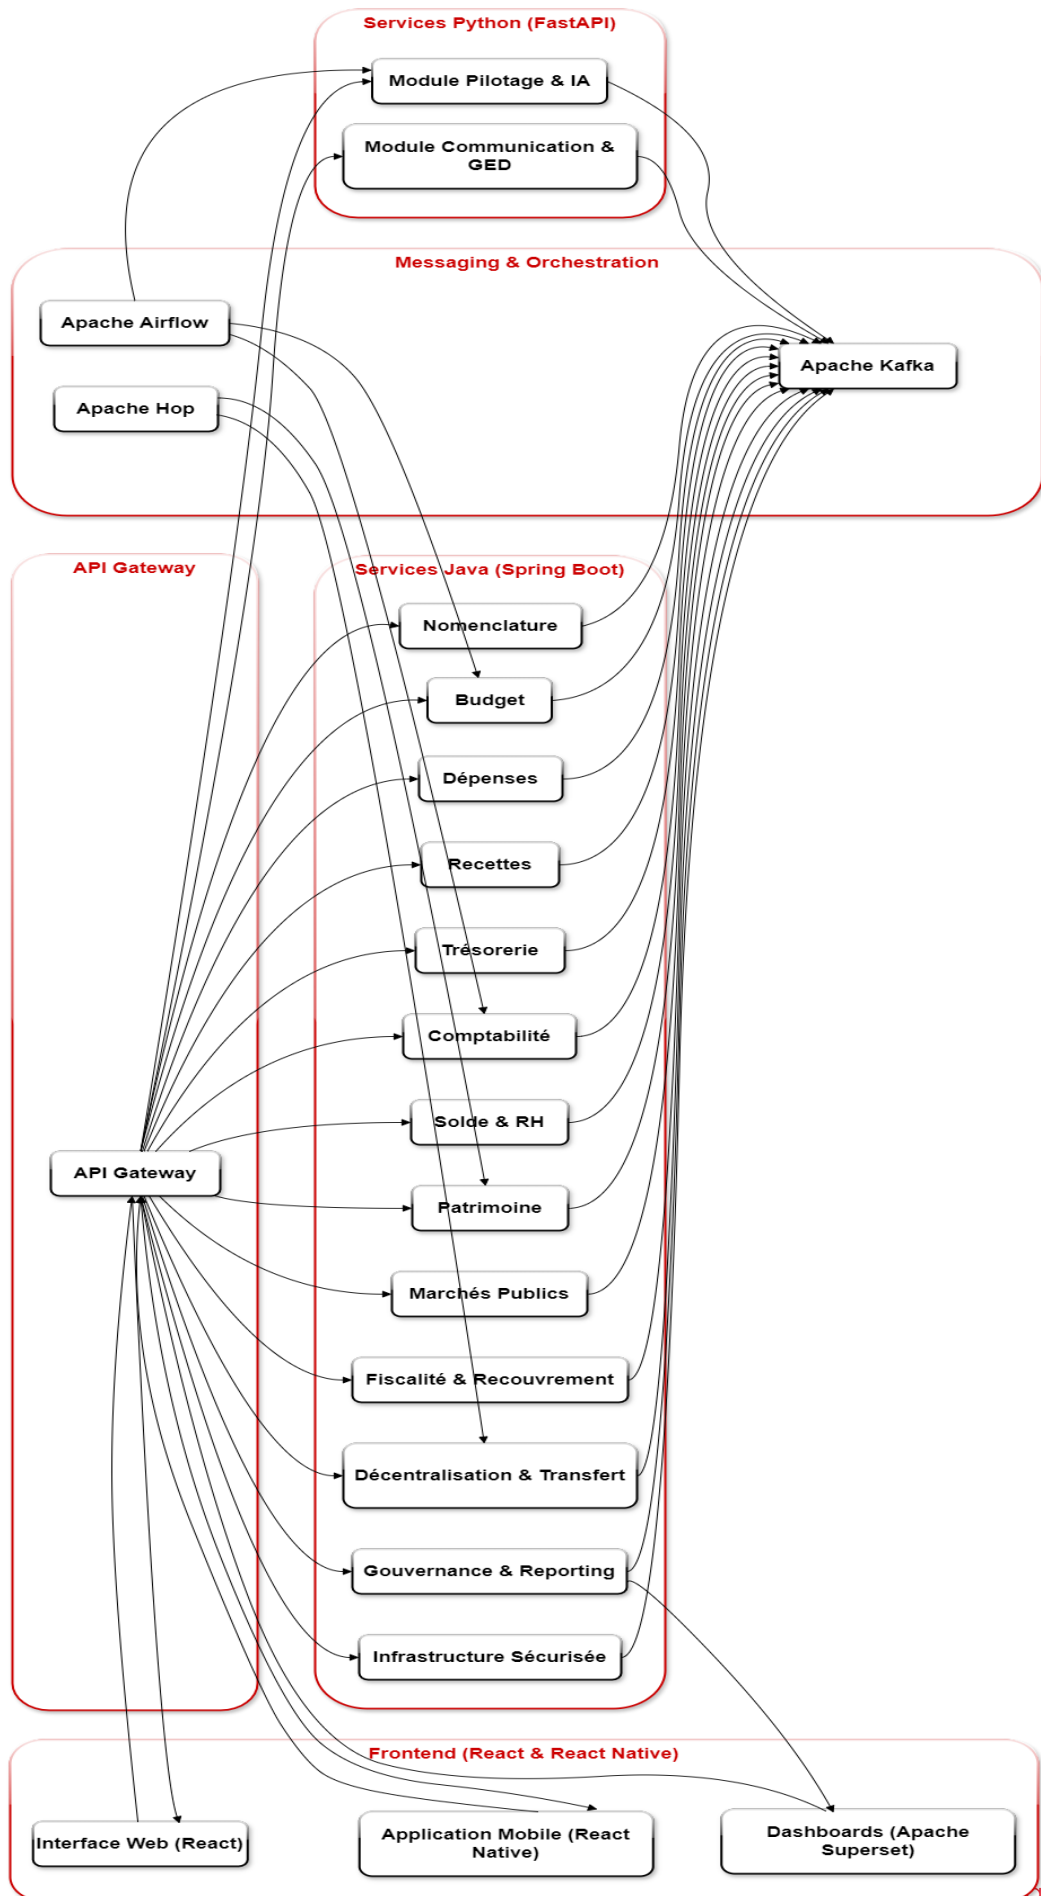 Services Python (FastAPI)
Module Pilotage & IA
Module Communication &
GED
Messaging & Orchestration
Apache Airflow
Apache Kafka
Apache Hop
API Gateway
Services Java (Spring Boot)
Nomenclature
Budget
Dépenses
Recettes
Trésorerie
Comptabilité
Solde & RH
API Gateway
Patrimoine
Marchés Publics
Fiscalité & Recouvrement
Décentralisation & Transfert
Gouvernance & Reporting
Infrastructure Sécurisée
Frontend (React & React Native)
Interface Web (React)
Application Mobile (React
Native)
Dashboards (Apache
Superset)